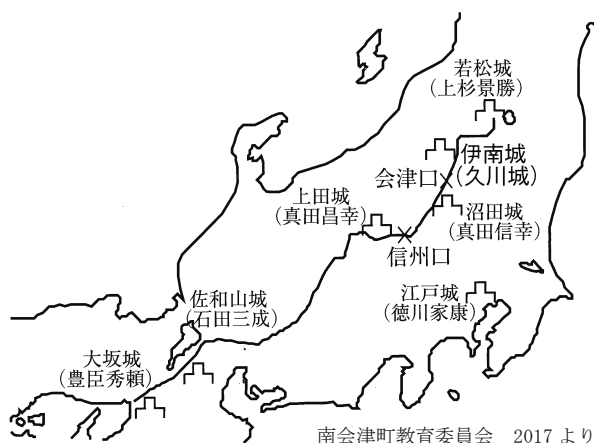 若松城
（上杉景勝）
伊南城
（久川城）
会津口
上田城
（真田昌幸）
沼田城
（真田信幸）
信州口
佐和山城
（石田三成）
江戸城
（徳川家康）
大坂城
（豊臣秀頼）
南会津町教育委員会　2017 より